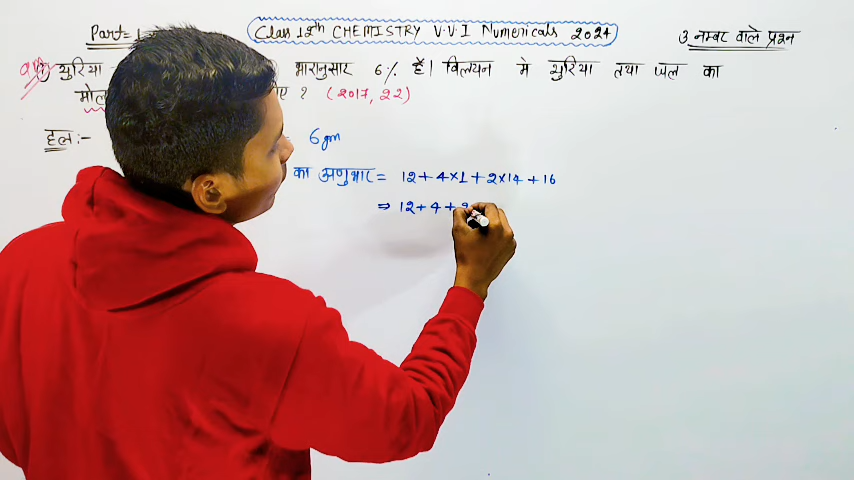 Part:- 1 Class 12th CHEMISTRY V.V.I Numericals 2024 3 नम्बर वाले प्रश्न
युरिया भारानुसार 6% हैं। विलयन मे युरिया तथा जल का
मोल ? (2017, 22)
हल:- = 6gm
का अणुभार = 12+4×1+2×14+16
⇒ 12+4+2